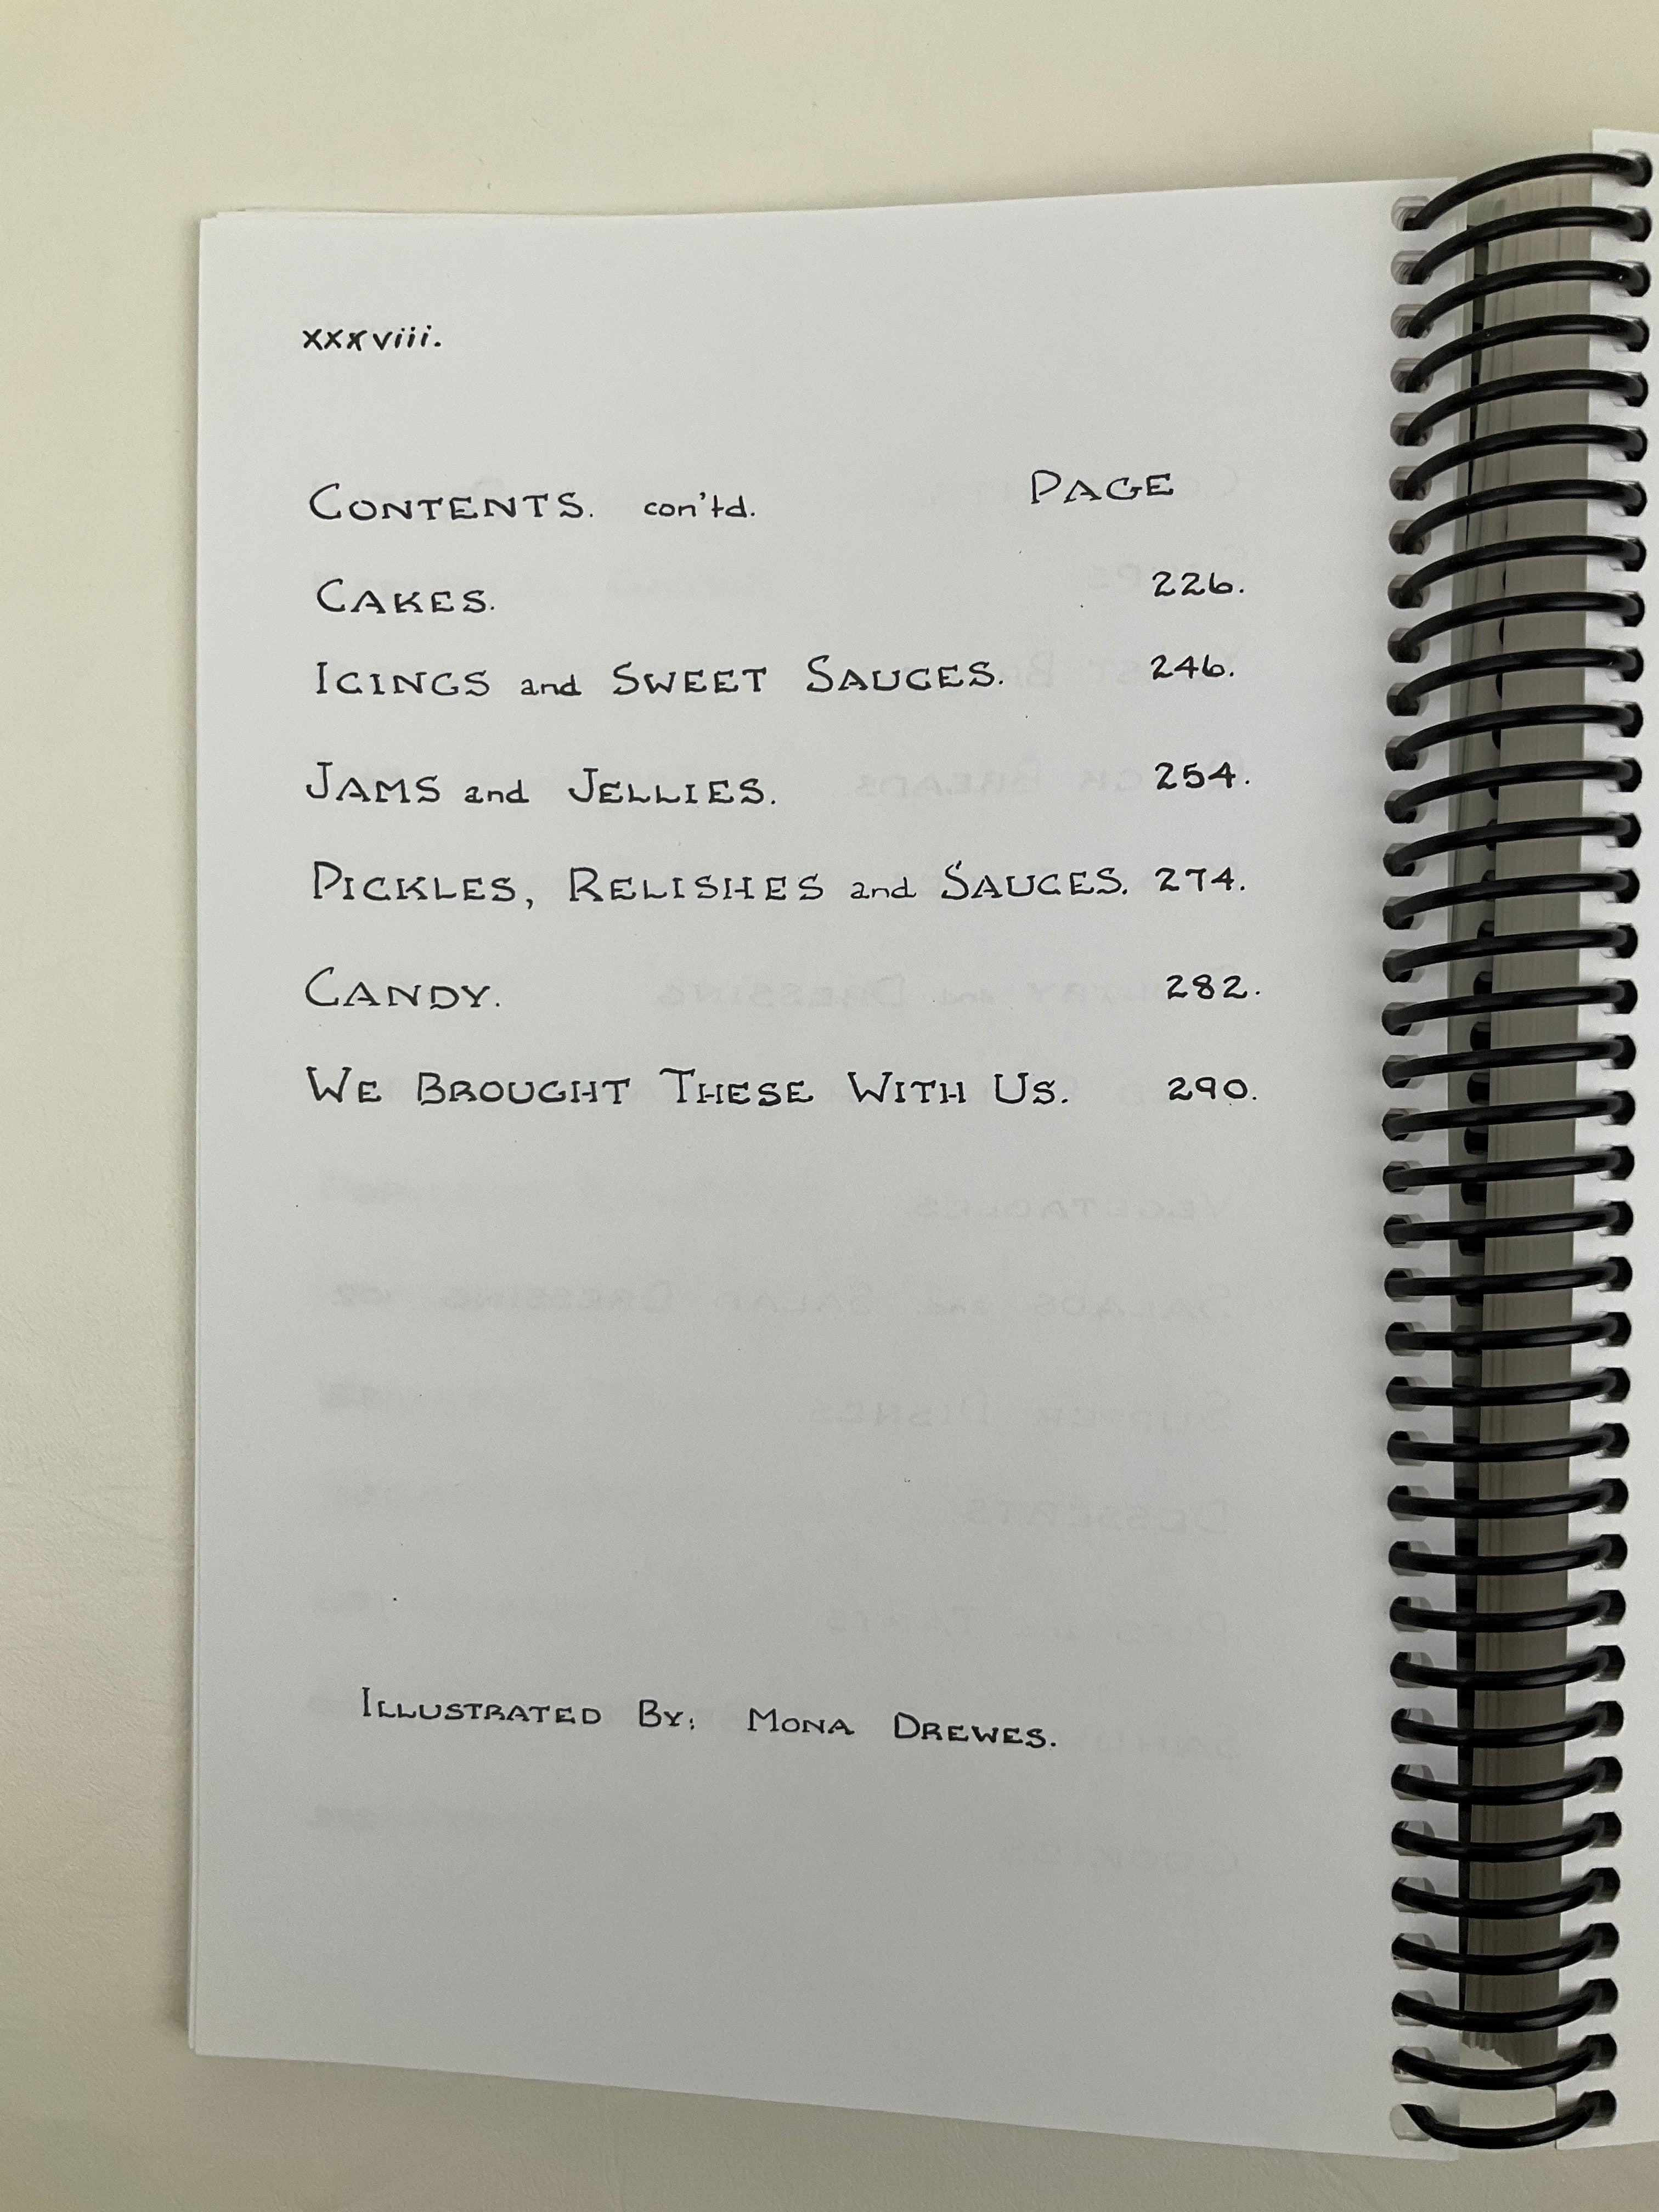 xxxviii.
CONTENTS. con'td. PAGE
CAKES. 226.
ICINGS and SWEET SAUCES. 246.
JAMS and JELLIES. 254.
PICKLES, RELISHES and SAUCES. 274.
CANDY. 282.
WE BROUGHT THESE WITH US. 290.
ILLUSTRATED BY: MONA DREWES.